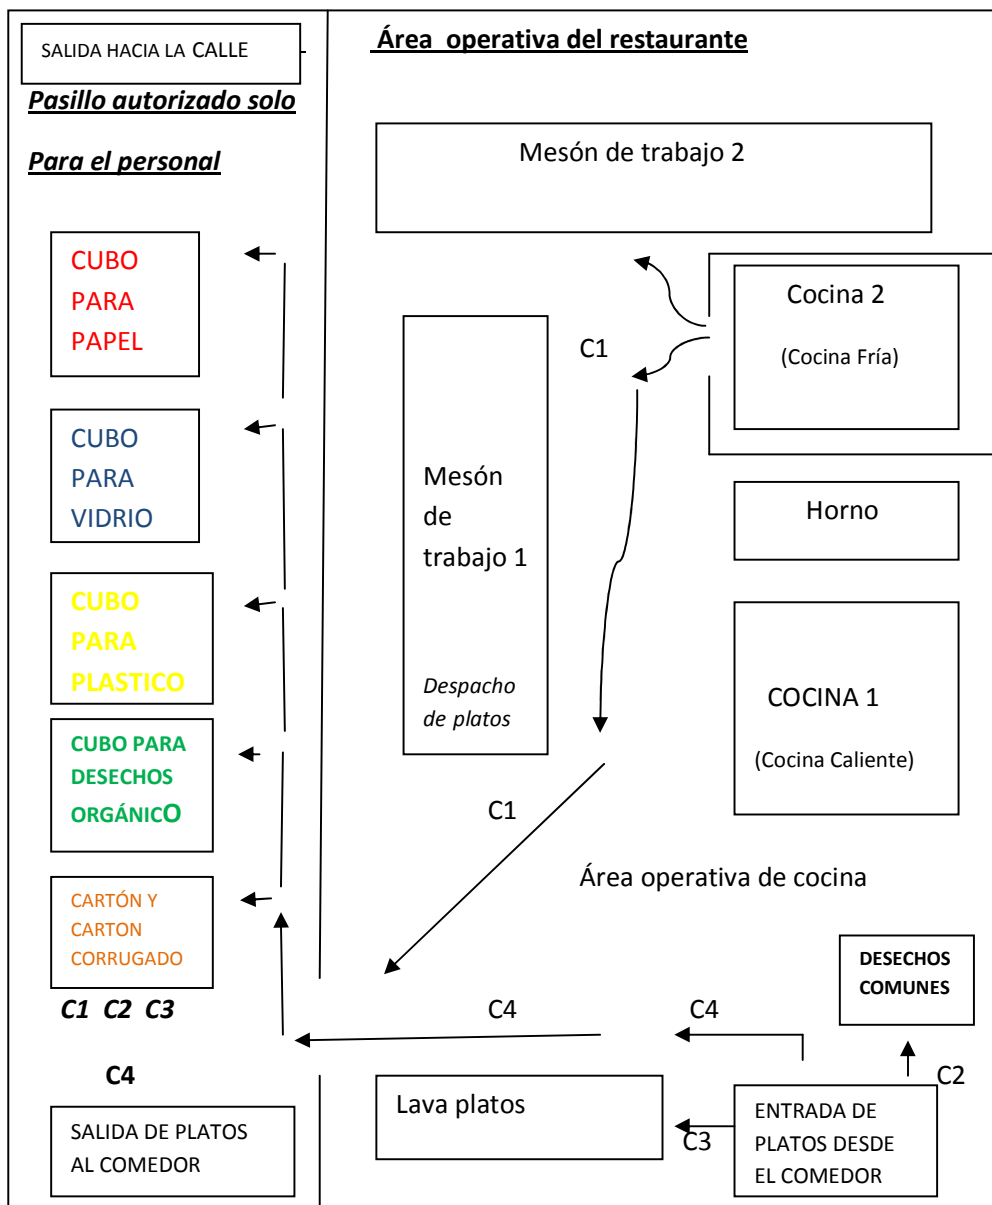 SALIDA HACIA LA CALLE
Pasillo autorizado solo
Para el personal
CUBO
PARA
PAPEL
CUBO
PARA
VIDRIO
CUBO
PARA
PLASTICO
CUBO PARA
DESECHOS
ORGÁNICO
CARTÓN Y
CARTON
CORRUGADO
C1 C2 C3
C4
SALIDA DE PLATOS
AL COMEDOR
Área operativa del restaurante
Mesón de trabajo 2
Cocina 2
(Cocina Fría)
C1
Mesón
de
trabajo 1
Despacho
de platos
Horno
COCINA 1
(Cocina Caliente)
C1
Área operativa de cocina
DESECHOS
COMUNES
C4
C4
C2
Lava platos
C3
ENTRADA DE
PLATOS DESDE
EL COMEDOR